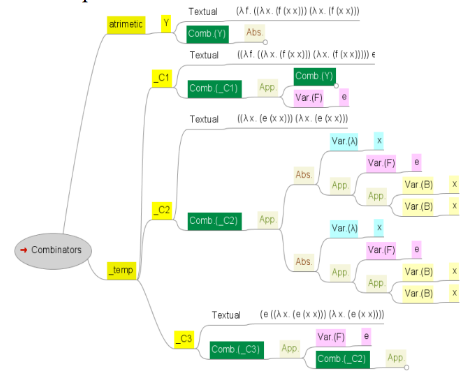 Textual (λ f. ((λ x. (f (x x))) (λ x. (f (x x)))
atrimetic Y
Comb.(Y) Abs.
Textual ((λ f. ((λ x. (f (x x))) (λ x. (f (x x))))) e
_C1
Comb.(_C1) App. Comb.(Y)
Var.(F) e
Textual ((λ x. (e (x x))) (λ x. (e (x x)))
Var.(λ) x
Abs. Var.(F) e
App. App. Var.(B) x
Var.(B) x
_C2
Comb.(_C2) App.
Var.(λ) x
Abs. Var.(F) e
App. App. Var.(B) x
Var.(B) x
Combinators
_temp
Textual (e ((λ x. (e (x x))) (λ x. (e (x x))))
_C3
Comb.(_C3) App. Var.(F) e
Comb.(_C2) App.